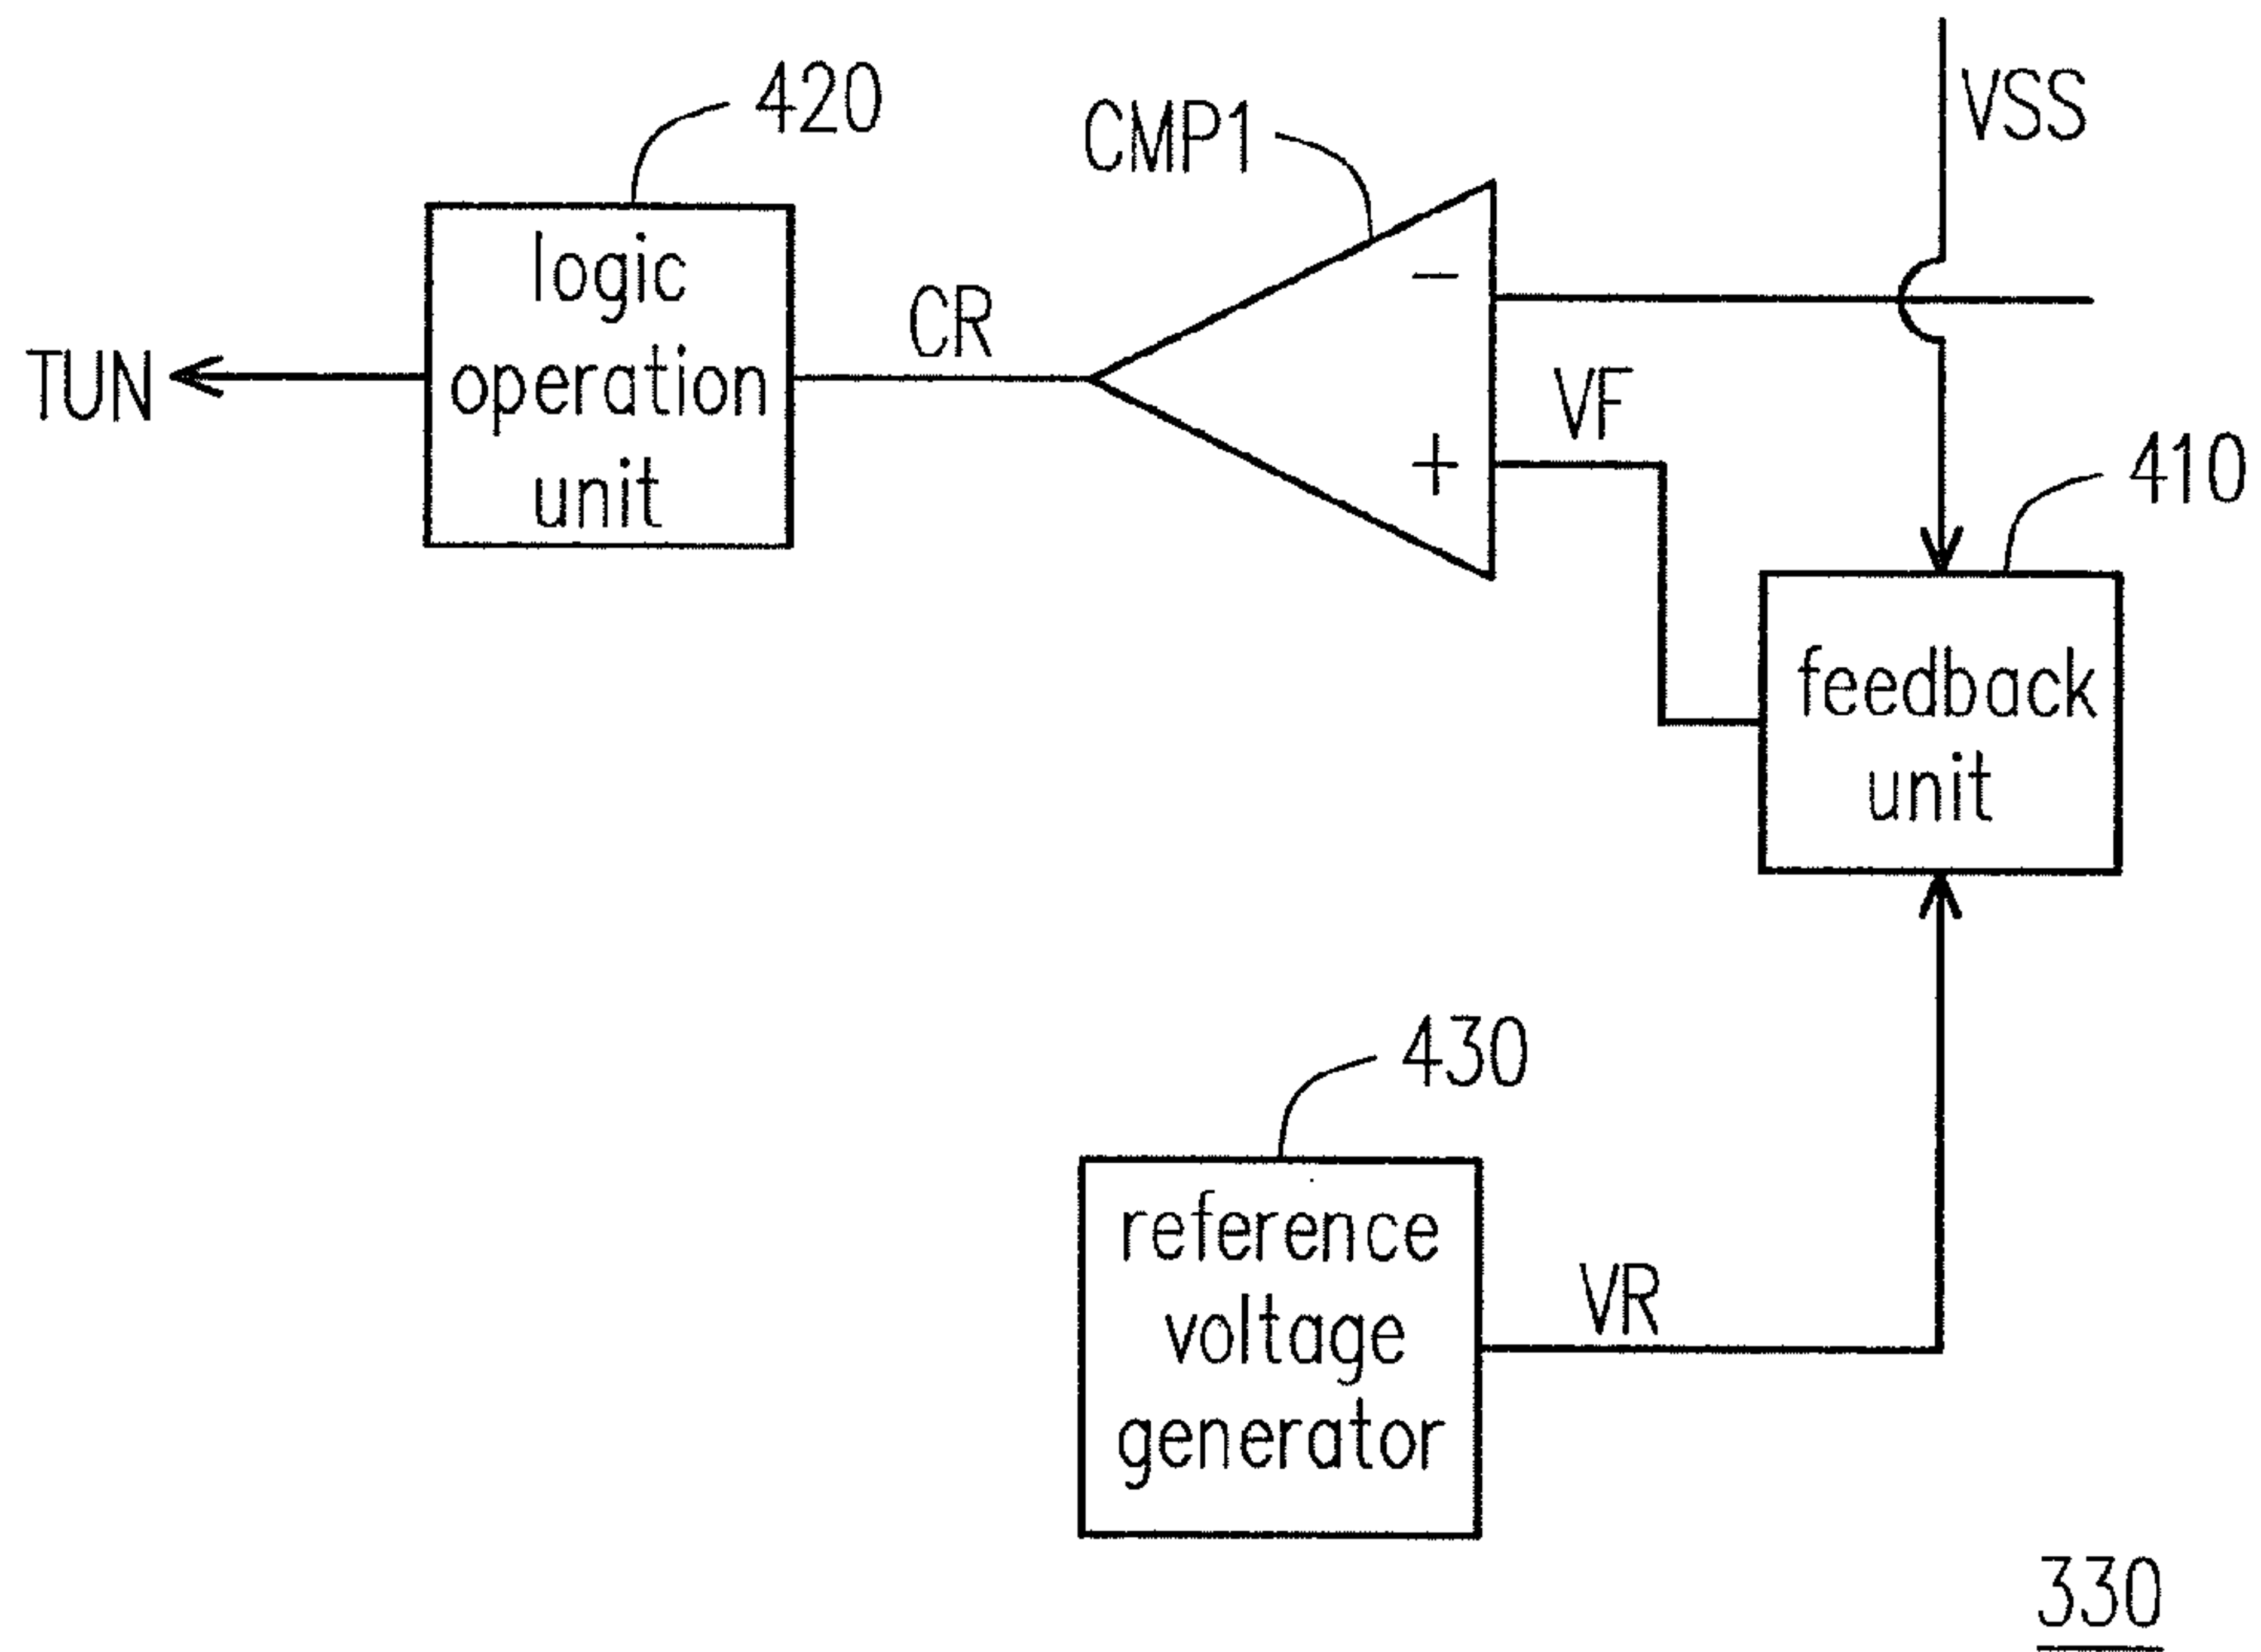 420
CMP1
VSS
logic
operation
unit
CR
TUN
VF
410
feedback
unit
430
reference
voltage
generator
VR
330